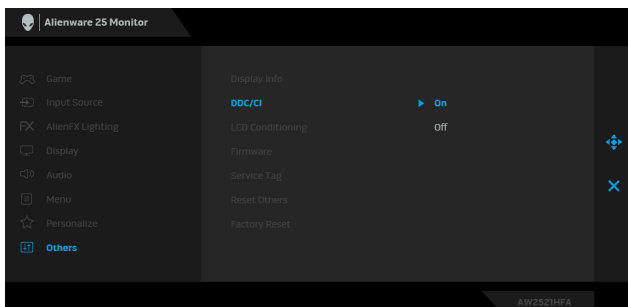 Alienware 25 Monitor
Game
Input Source
FX AlienFX Lighting
Display
Audio
Menu
Personalize
Others
Display Info
DDC/CI
LCD Conditioning
Firmware
Service Tag
Reset Others
Factory Reset
On
Off
AW2521HFA